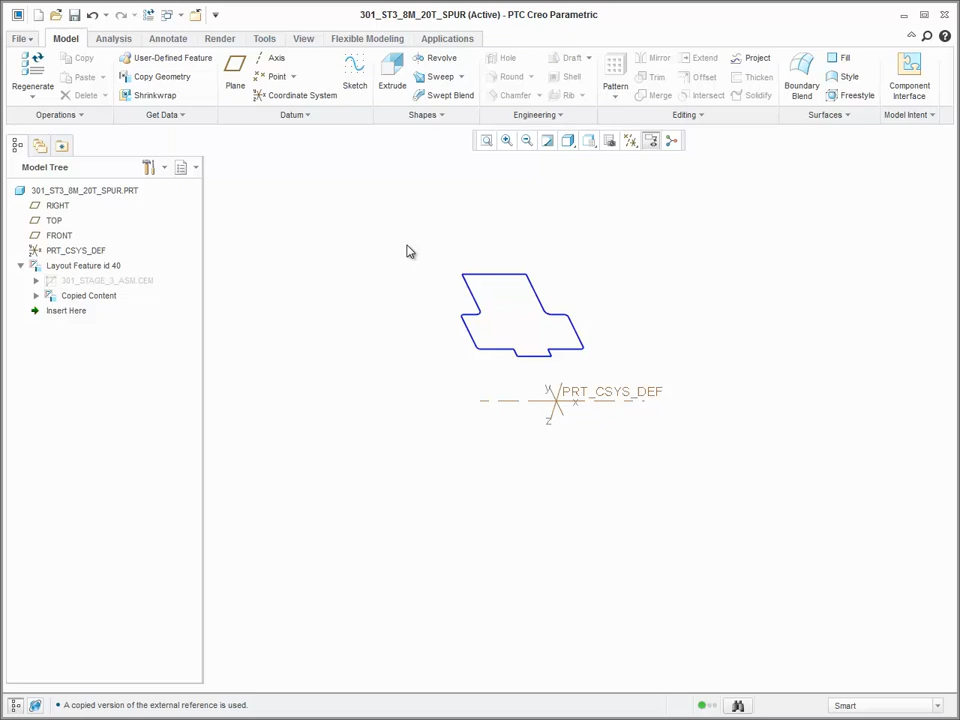 301_ST3_8M_20T_SPUR (Active) - PTC Creo Parametric
File Model Analysis Annotate Render Tools View Flexible Modeling Applications
Regenerate
Copy
Paste
Delete
User-Defined Feature
Copy Geometry
Shrinkwrap
Plane
Axis
Point
Coordinate System
Sketch
Extrude
Revolve
Sweep
Swept Blend
Hole
Round
Chamfer
Draft
Shell
Rib
Pattern
Mirror
Trim
Merge
Extend
Offset
Intersect
Project
Thicken
Solidify
Boundary
Blend
Fill
Style
Freestyle
Component
Interface
Operations Get Data Datum Shapes Engineering Editing Surfaces Model Intent
Model Tree
301_ST3_8M_20T_SPUR.PRT
RIGHT
TOP
FRONT
PRT_CSYS_DEF
Layout Feature id 40
301_STAGE_3_ASM.CEM
Copied Content
Insert Here
Y
PRT_CSYS_DEF
X
Z
• A copied version of the external reference is used.
Smart